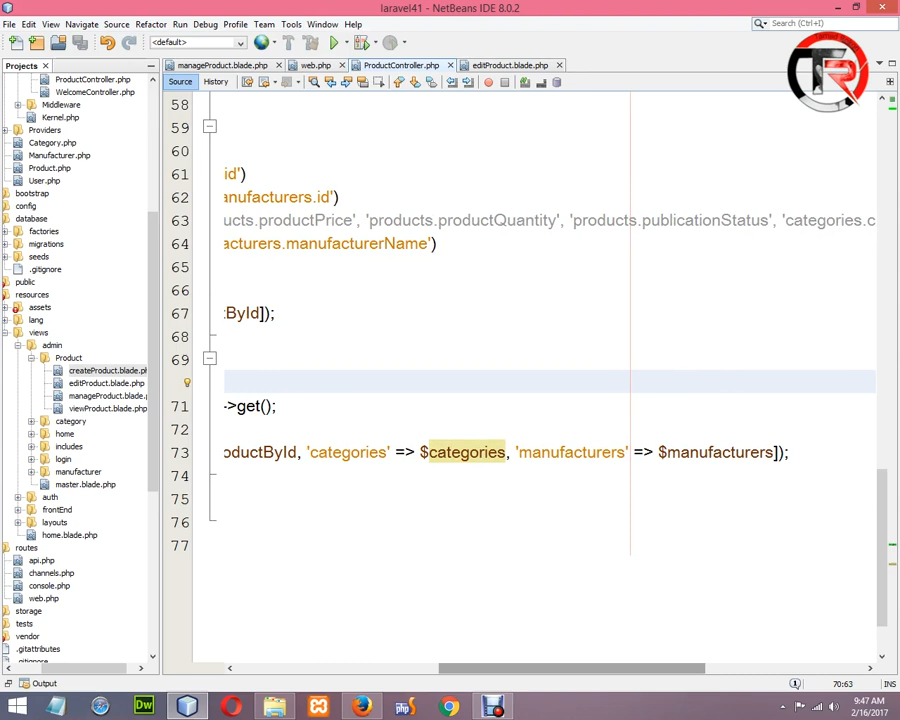 laravel41 - NetBeans IDE 8.0.2
File Edit View Navigate Source Refactor Run Debug Profile Team Tools Window Help
Search (Ctrl+I)
<default>
Projects
manageProduct.blade.php web.php ProductController.php editProduct.blade.php
Source History
ProductController.php
WelcomeController.php
Middleware
Kernel.php
Providers
Category.php
Manufacturer.php
Product.php
User.php
bootstrap
config
database
factories
migrations
seeds
.gitignore
public
resources
assets
lang
views
admin
Product
createProduct.blade.ph
editProduct.blade.php
manageProduct.blade.
viewProduct.blade.php
category
home
includes
login
manufacturer
master.blade.php
auth
frontEnd
layouts
home.blade.php
routes
api.php
channels.php
console.php
web.php
storage
tests
vendor
.gitattributes
.gitignore
58
59
60
61 id')
62 anufacturers.id')
63 ucts.productPrice', 'products.productQuantity', 'products.publicationStatus', 'categories.c
64 acturers.manufacturerName')
65
66
67 tById]);
68
69
71 ->get();
72
73 oductById, 'categories' => $categories, 'manufacturers' => $manufacturers]);
74
75
76
77
Output
70:63 INS
TR
Dw
php
9:47 AM
2/16/2017